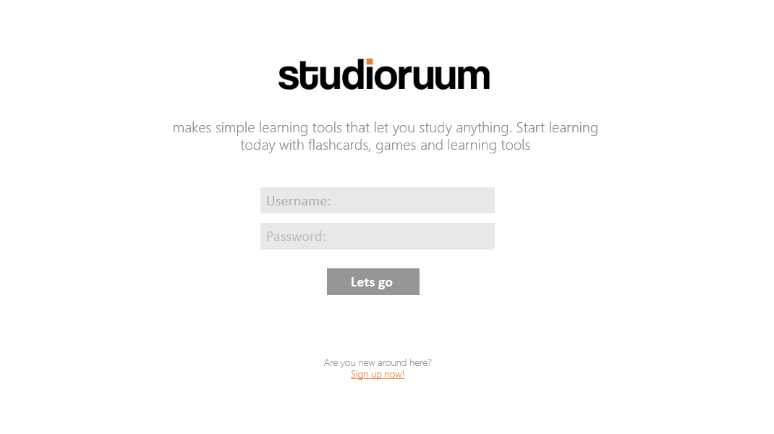 studioruum
makes simple learning tools that let you study anything. Start learning
today with flashcards, games and learning tools
Username:
Password:
Lets go
Are you new around here?
Sign up now!